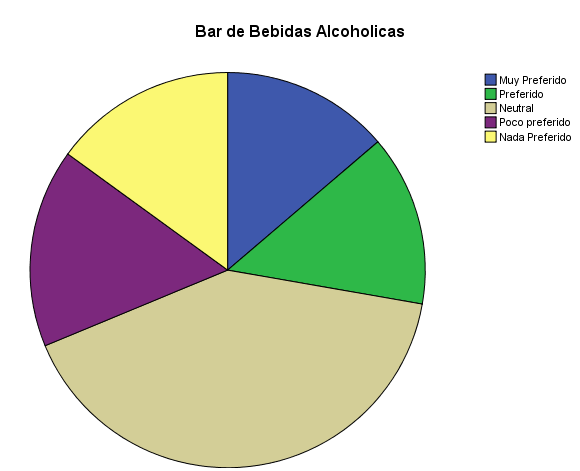 Bar de Bebidas Alcoholicas
Muy Preferido
Preferido
Neutral
Poco preferido
Nada Preferido